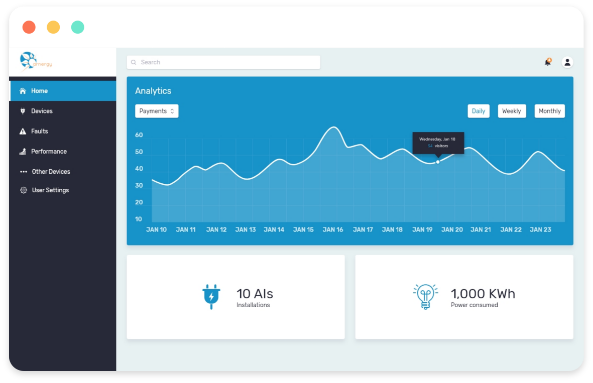 Search
Home
Devices
Faults
Performance
Other Devices
User Settings
Analytics
Payments
Daily
Weekly
Monthly
60
50
40
30
20
10
Wednesday, Jan 18
visitors
JAN 10 JAN 11 JAN 12 JAN 13 JAN 14 JAN 15 JAN 16 JAN 17 JAN 18 JAN 19 JAN 20 JAN 21 JAN 22 JAN 23
10 AIs
Installations
1,000 KWh
Power consumed